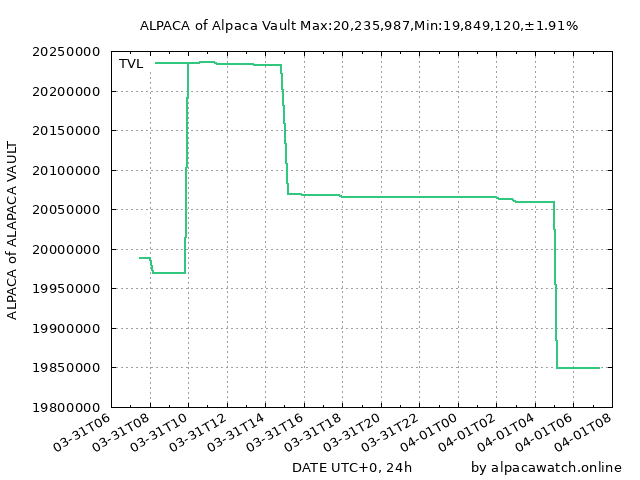 ALPACA of Alpaca Vault Max:20,235,987,Min:19,849,120,±1.91%
TVL
20250000
20200000
20150000
20100000
20050000
20000000
19950000
19900000
19850000
19800000
ALPACA of ALAPACA VAULT
03-31T06
03-31T08
03-31T10
03-31T12
03-31T14
03-31T16
03-31T18
03-31T20
03-31T22
04-01T00
04-01T02
04-01T04
04-01T06
04-01T08
DATE UTC+0, 24h
by alpacawatch.online